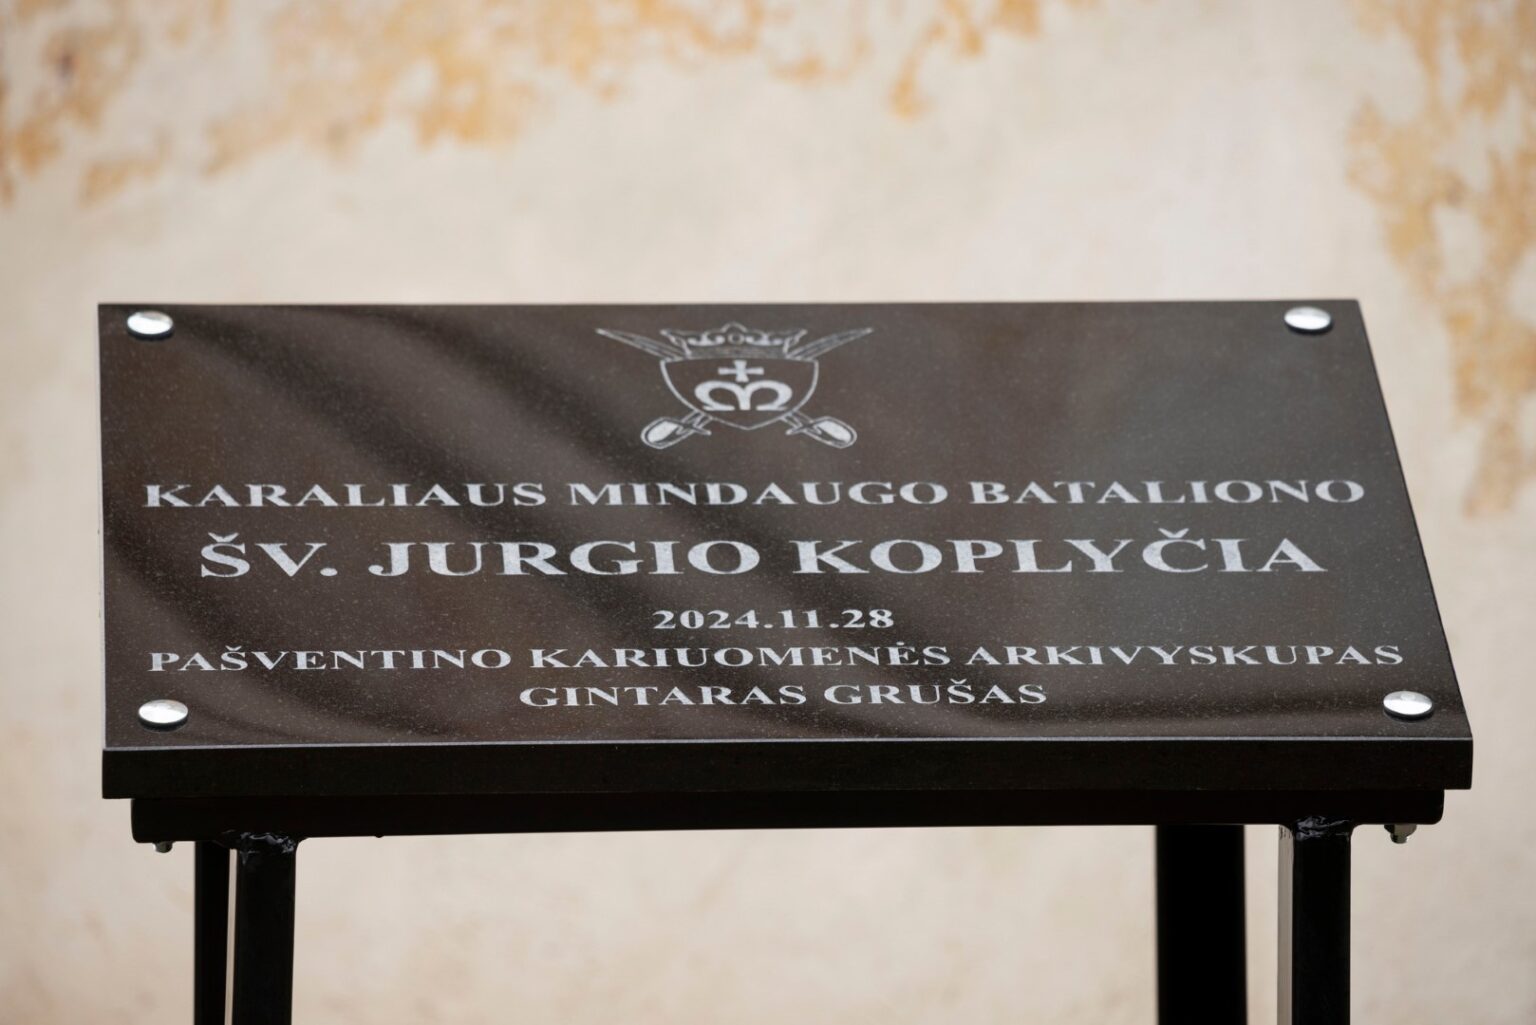 KARALIAUS MINDAUGO BATALIONO
ŠV. JURGIO KOPLYČIA
2024.11.28
PAŠVENTINO KARIUOMENĖS ARKIVYSKUPAS
GINTARAS GRUŠAS